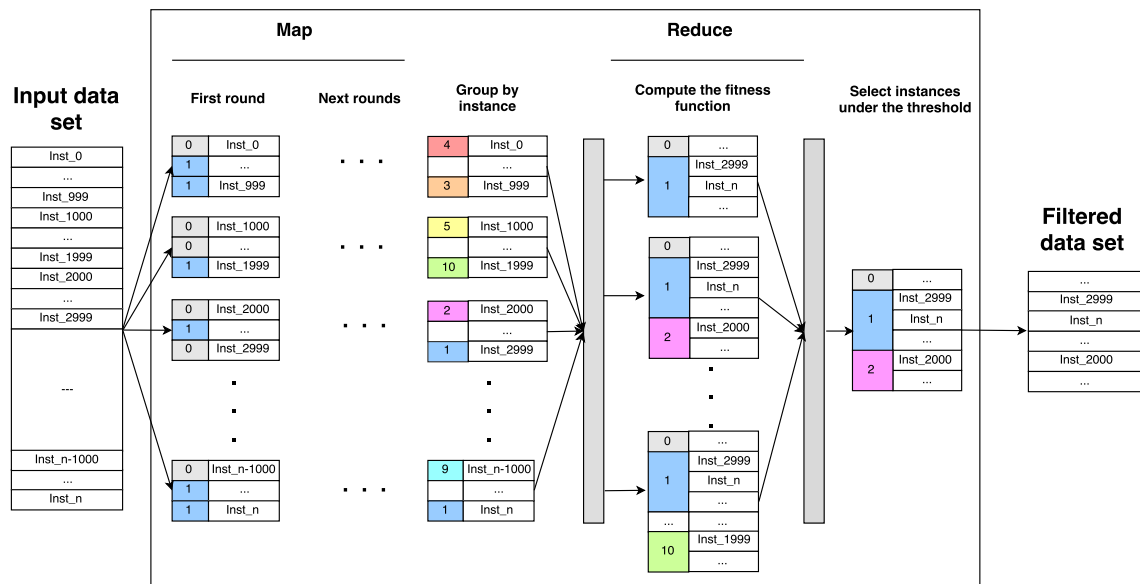 Map
Reduce
Input data
set
First round
Next rounds
Group by
instance
Compute the fitness
function
Select instances
under the threshold
Inst_0
...
Inst_999
Inst_1000
...
Inst_1999
Inst_2000
...
Inst_2999
---
Inst_n-1000
...
Inst_n
0 Inst_0
1 ...
1 Inst_999
0 Inst_1000
0 ...
1 Inst_1999
0 Inst_2000
1 ...
0 Inst_2999
0 Inst_n-1000
1 ...
1 Inst_n
4 Inst_0
...
3 Inst_999
5 Inst_1000
...
10 Inst_1999
2 Inst_2000
...
1 Inst_2999
9 Inst_n-1000
...
1 Inst_n
0 ...
Inst_2999
1 Inst_n
...
0 ...
Inst_2999
1 Inst_n
...
2 Inst_2000
...
0 ...
Inst_2999
1 Inst_n
...
... ...
10 Inst_1999
...
0 ...
Inst_2999
1 Inst_n
...
2 Inst_2000
...
Filtered
data set
...
Inst_2999
Inst_n
...
Inst_2000
...